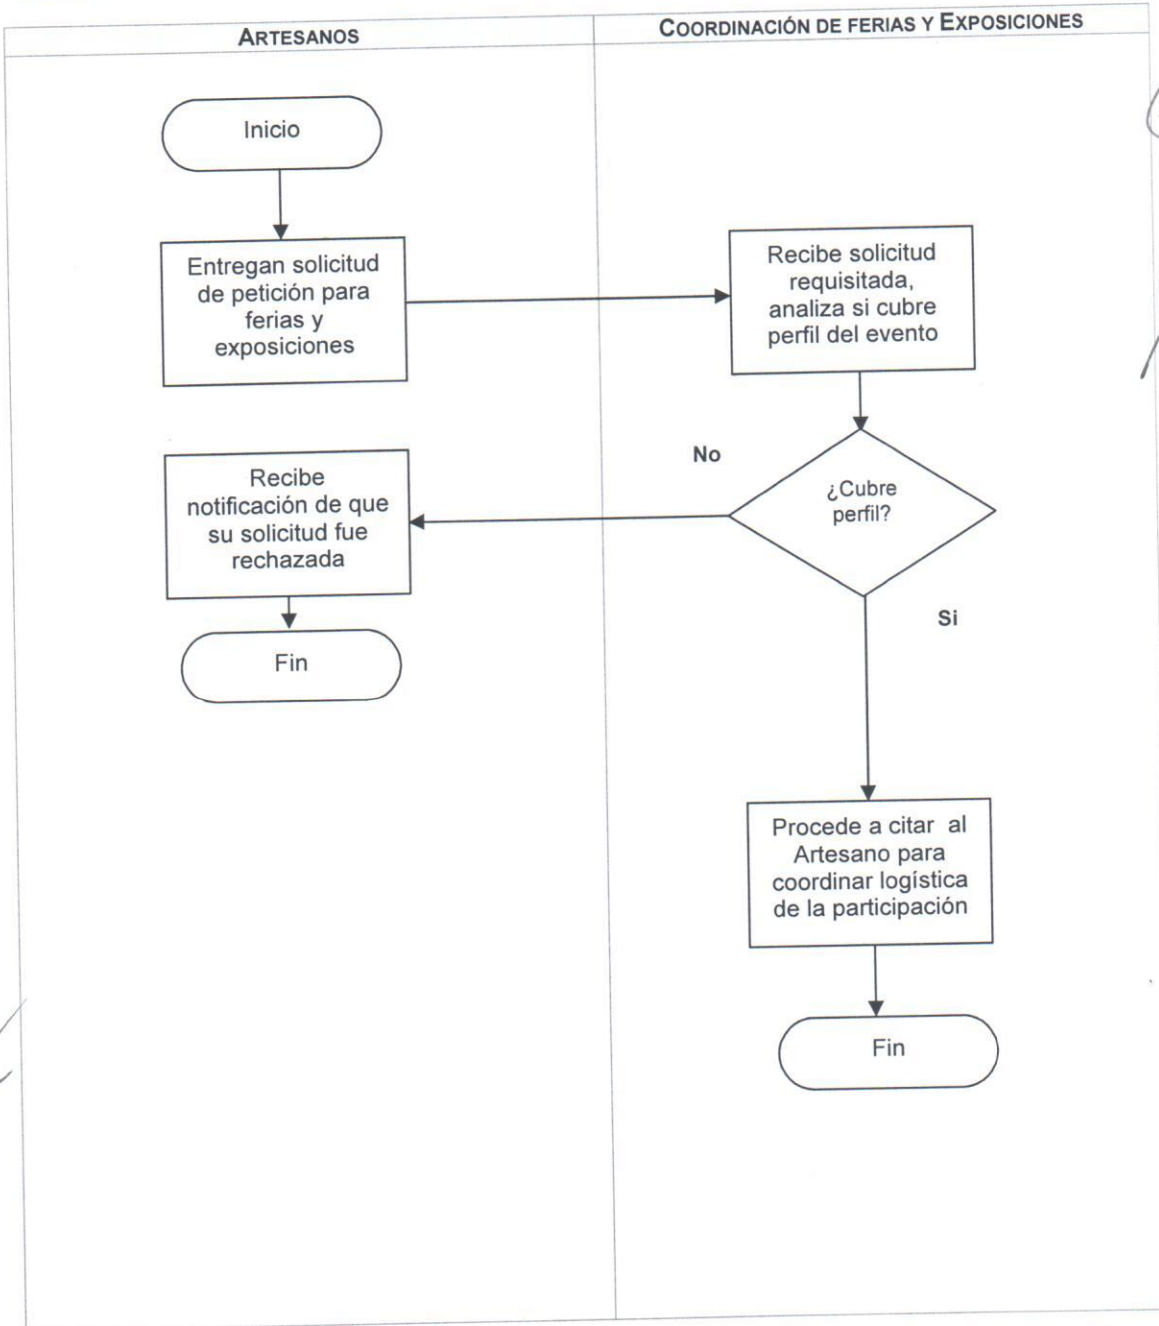 ARTESANOS
COORDINACIÓN DE FERIAS Y EXPOSICIONES
Inicio
Entregan solicitud
de petición para
ferias y
exposiciones
Recibe solicitud
requisitada,
analiza si cubre
perfil del evento
¿Cubre
perfil?
No
Recibe
notificación de que
su solicitud fue
rechazada
Fin
Si
Procede a citar al
Artesano para
coordinar logística
de la participación
Fin